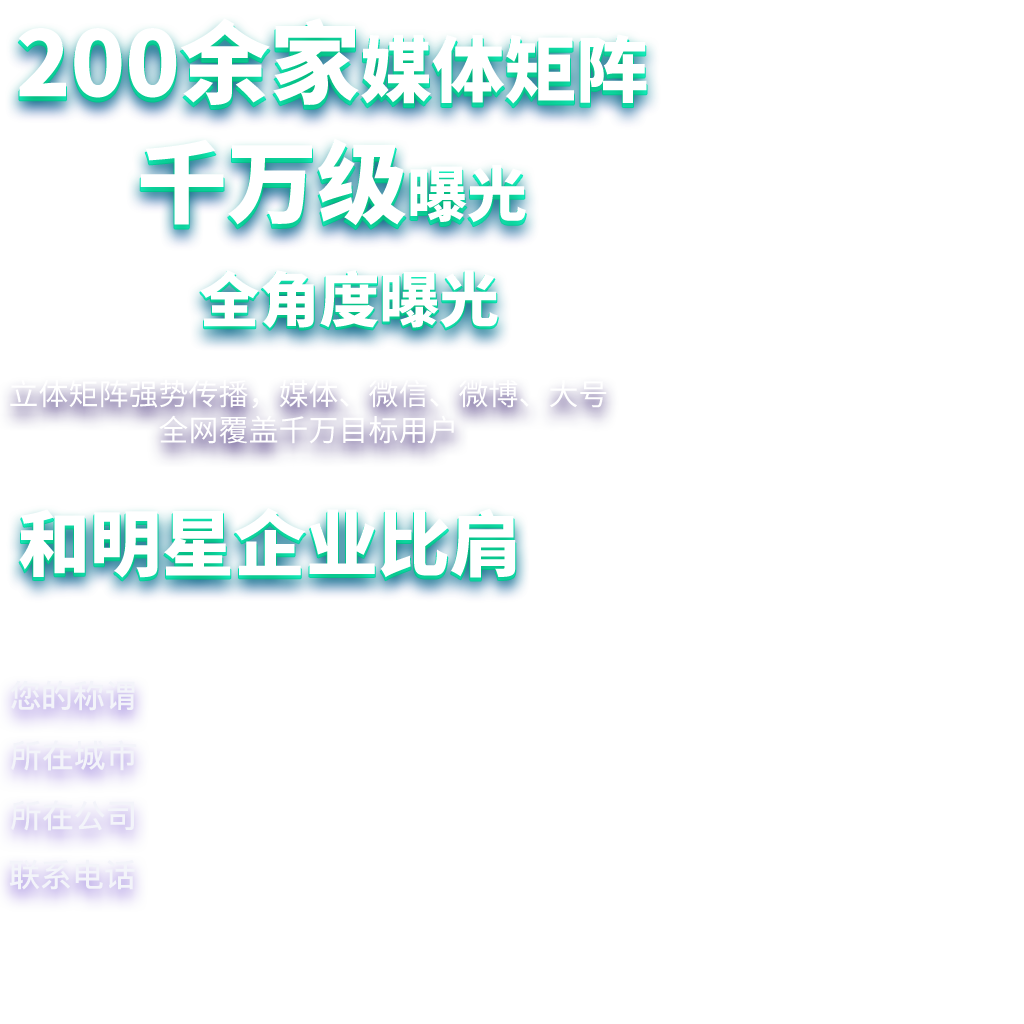 200余家媒体矩阵
千万级曝光
全角度曝光
立体矩阵强势传播，媒体、微信、微博、大号
全网覆盖千万目标用户
和明星企业比肩
您的称谓
所在城市
所在公司
联系电话